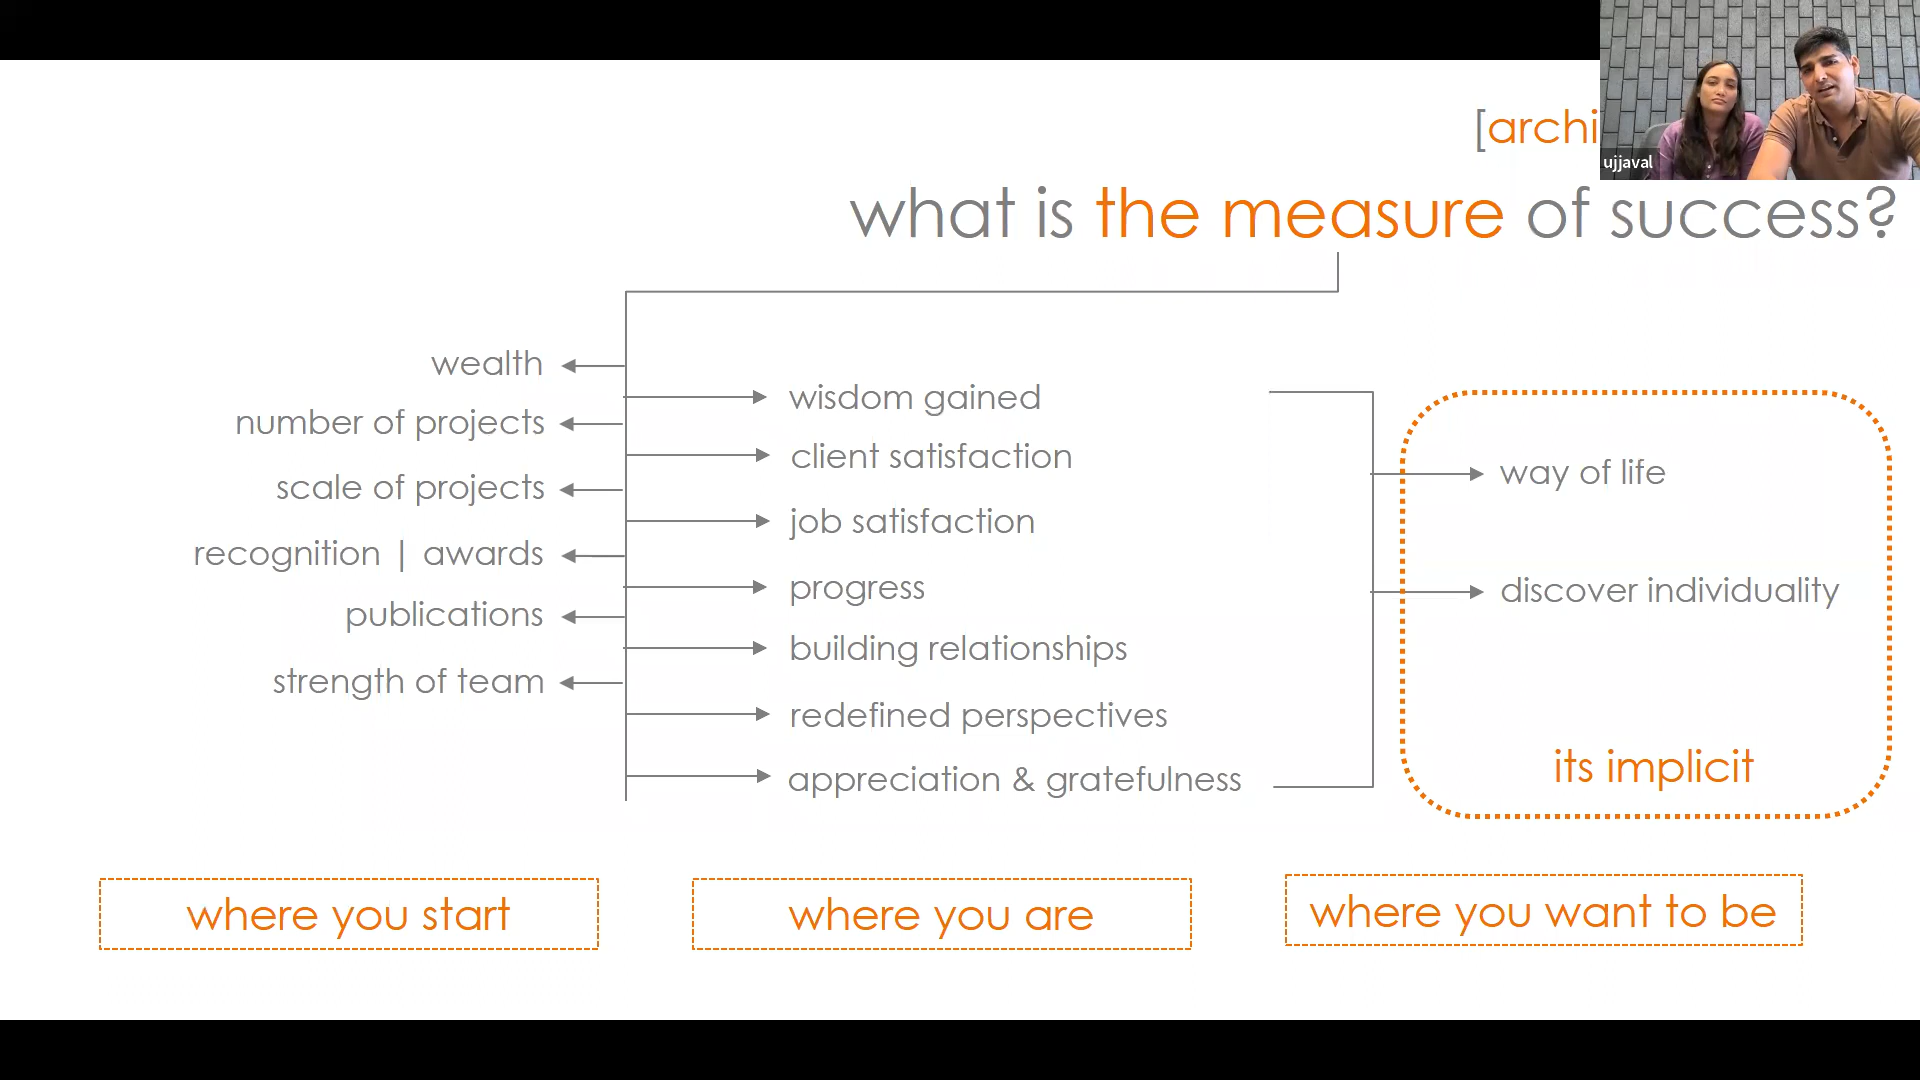 [archi
ujjaval
what is the measure of success?
wealth
number of projects
scale of projects
recognition | awards
publications
strength of team
wisdom gained
client satisfaction
job satisfaction
progress
building relationships
redefined perspectives
appreciation & gratefulness
way of life
discover individuality
its implicit
where you start
where you are
where you want to be